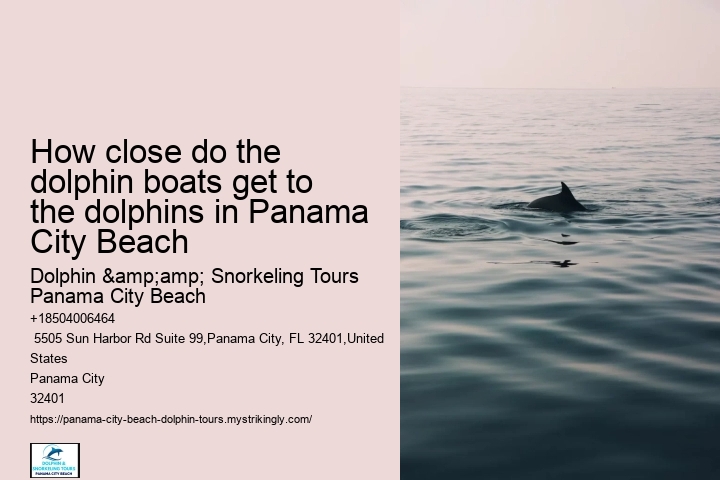 How close do the
dolphin boats get to
the dolphins in Panama
City Beach
Dolphin &amp;amp; Snorkeling Tours
Panama City Beach
+18504006464
5505 Sun Harbor Rd Suite 99,Panama City, FL 32401,United
States
Panama City
32401
https://panama-city-beach-dolphin-tours.mystrikingly.com/
DOLPHIN &
SNORKELING TOURS
PANAMA CITY BEACH